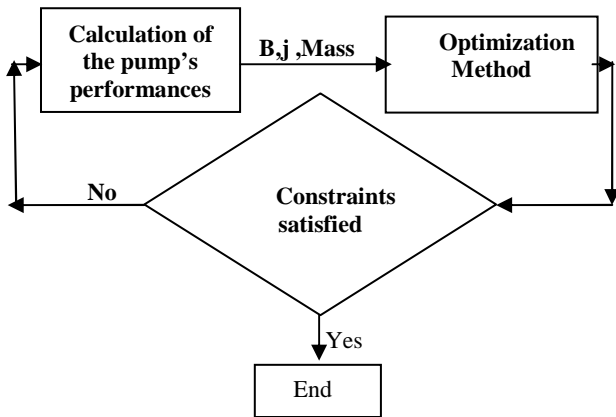 Calculation of
the pump's
performances
B,j ,Mass
Optimization
Method
No
Constraints
satisfied
Yes
End